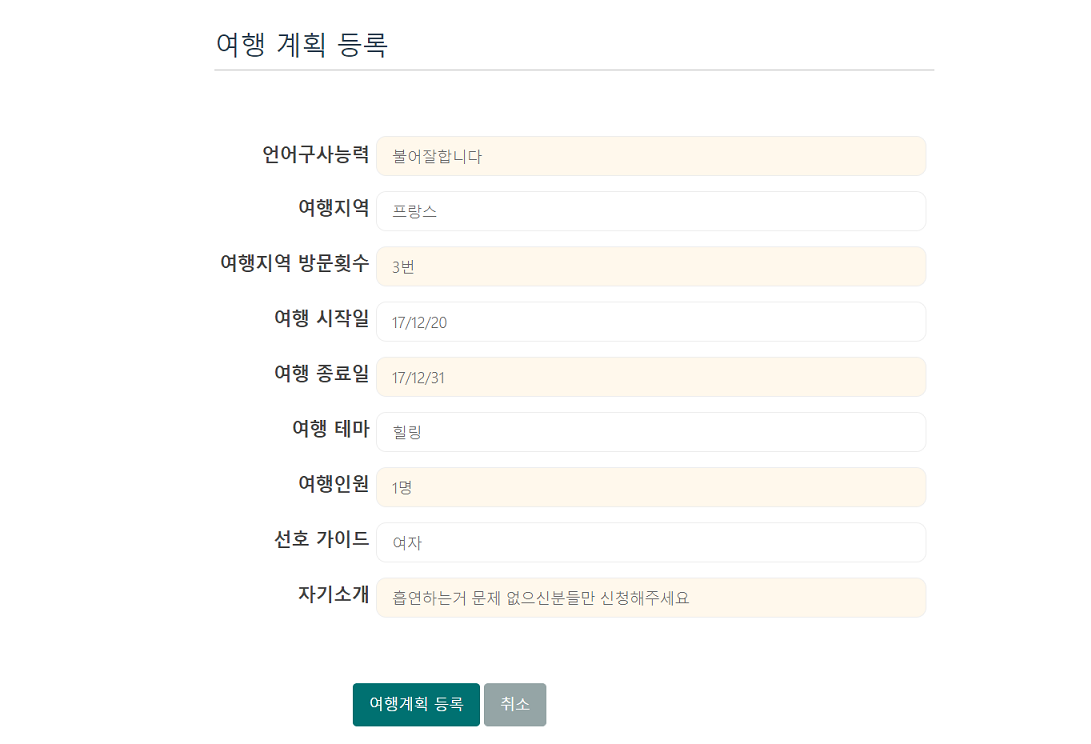 여행 계획 등록
언어구사능력 불어잘합니다
여행지역 프랑스
여행지역 방문횟수 3번
여행 시작일 17/12/20
여행 종료일 17/12/31
여행 테마 힐링
여행인원 1명
선호 가이드 여자
자기소개 흡연하는거 문제 없으신분들만 신청해주세요
여행계획 등록 취소